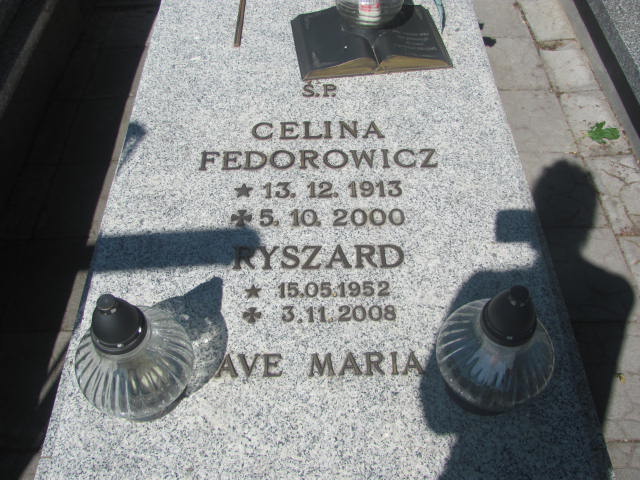 Ś.P.
CELINA
FEDOROWICZ
★ 13. 12. 1913
✠ 5. 10. 2000
RYSZARD
★ 15.05.1952
✠ 3.11.2008
AVE MARIA